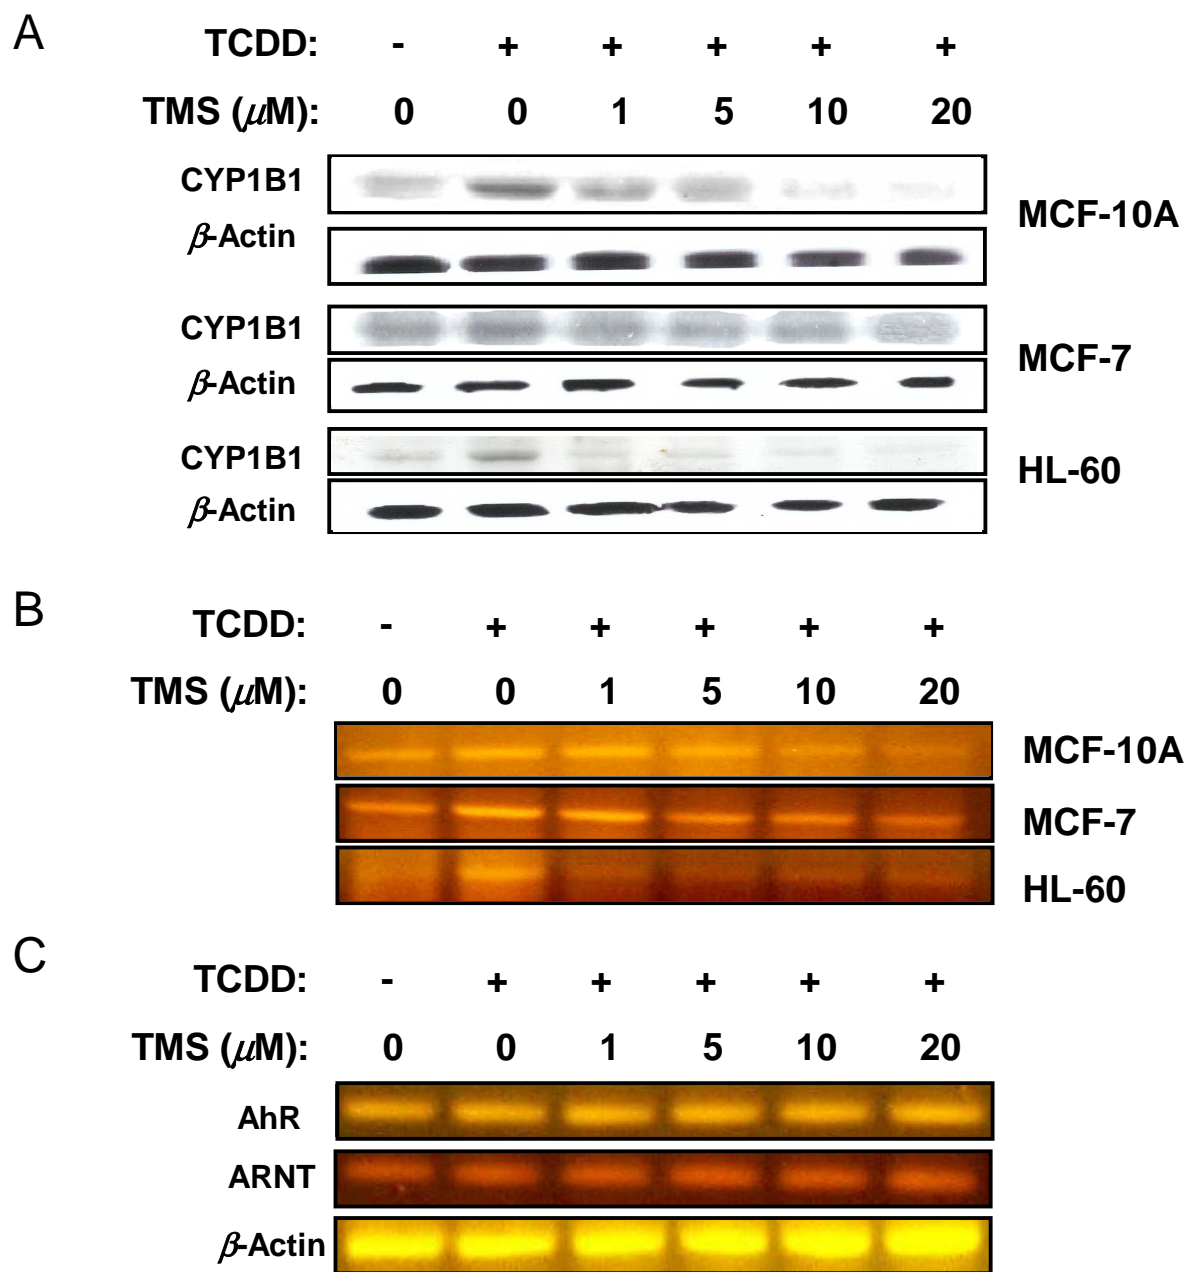 A
TCDD: - + + + + +
TMS (μM): 0 0 1 5 10 20
CYP1B1
β-Actin
MCF-10A
CYP1B1
β-Actin
MCF-7
CYP1B1
β-Actin
HL-60
B
TCDD: - + + + + +
TMS (μM): 0 0 1 5 10 20
MCF-10A
MCF-7
HL-60
C
TCDD: - + + + + +
TMS (μM): 0 0 1 5 10 20
AhR
ARNT
β-Actin